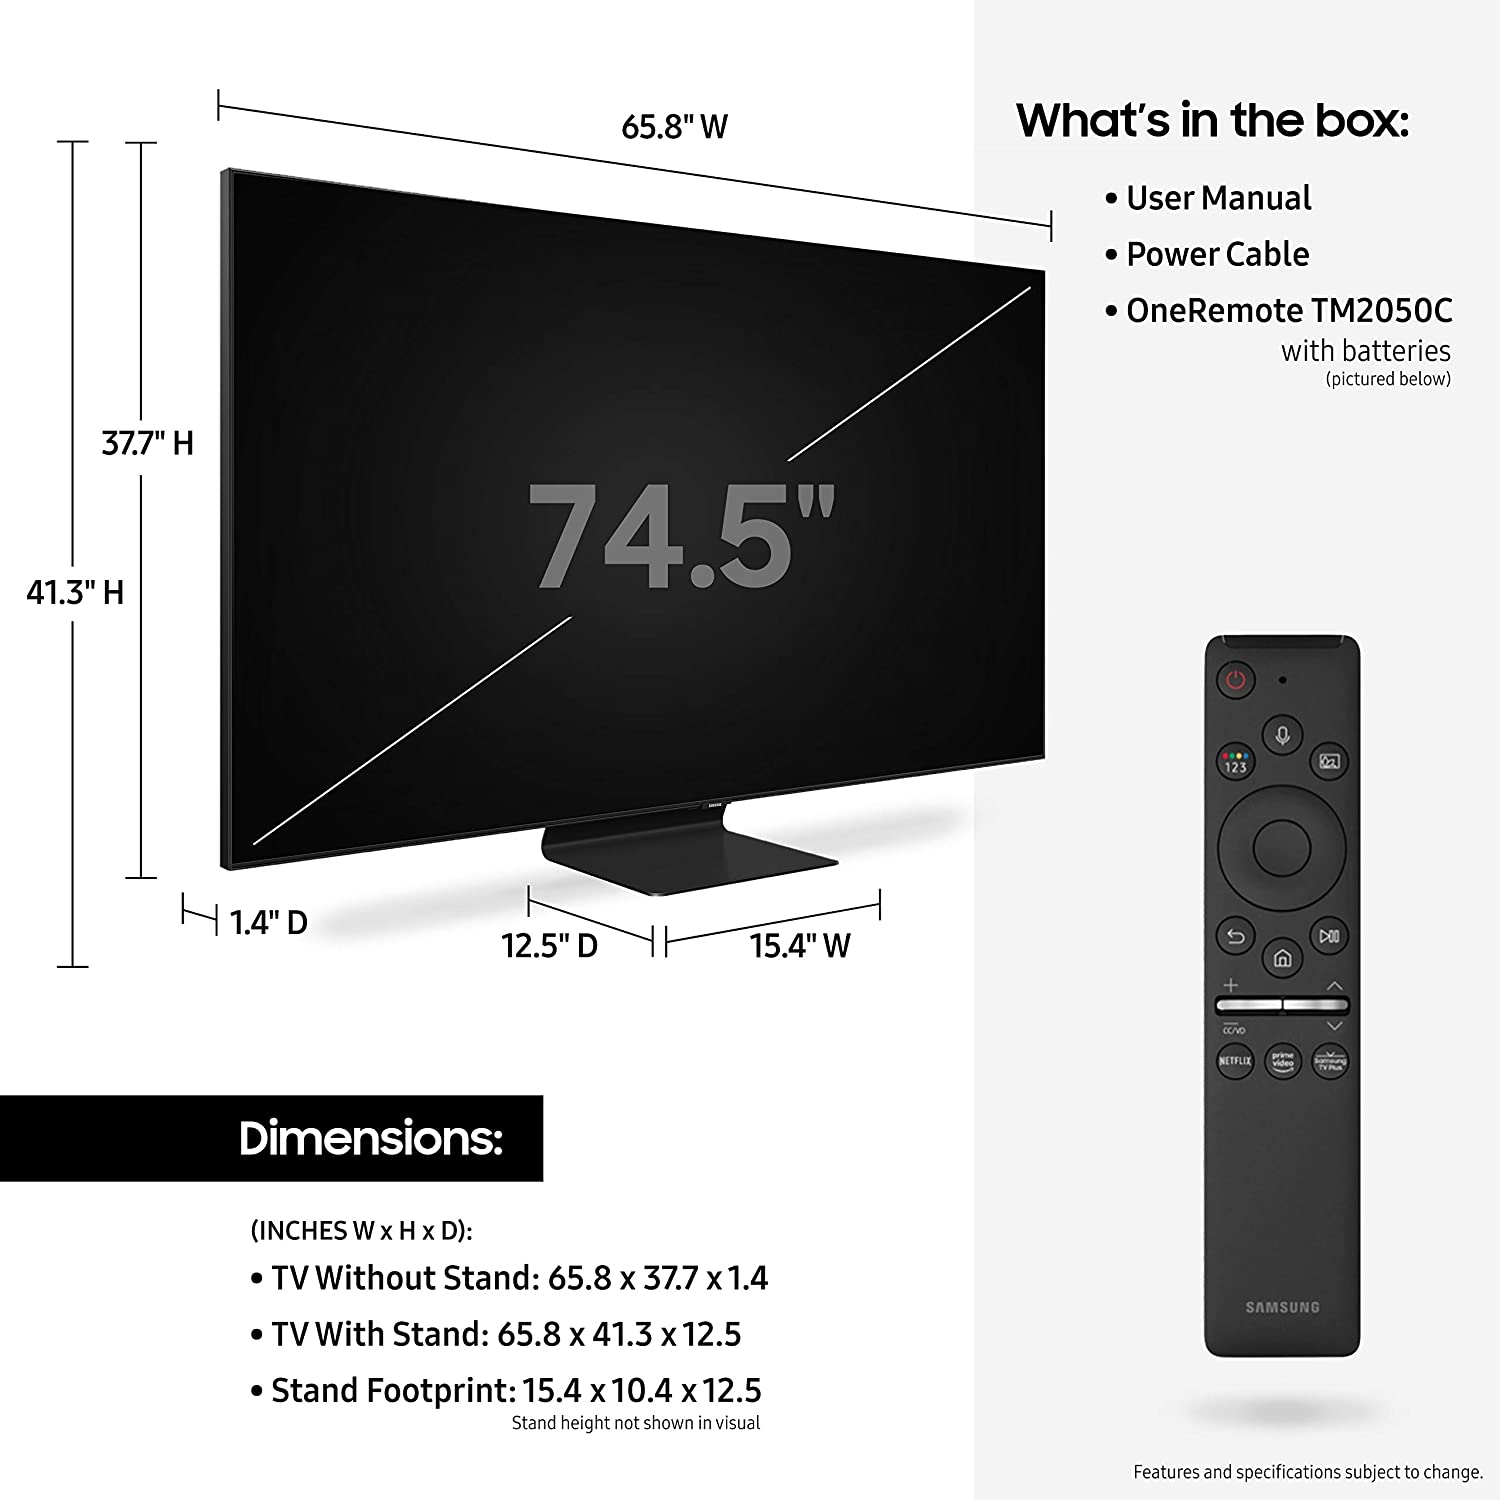 65.8" W
37.7" H
41.3" H
74.5"
SAMSUNG
1.4" D
12.5" D
15.4" W
Dimensions:
(INCHES W x H x D):
• TV Without Stand: 65.8 x 37.7 x 1.4
• TV With Stand: 65.8 x 41.3 x 12.5
• Stand Footprint: 15.4 x 10.4 x 12.5
Stand height not shown in visual
What's in the box:
• User Manual
• Power Cable
• OneRemote TM2050C
with batteries
(pictured below)
123
CC/VD
NETFLIX
prime
video
Samsung
TV Plus
SAMSUNG
Features and specifications subject to change.